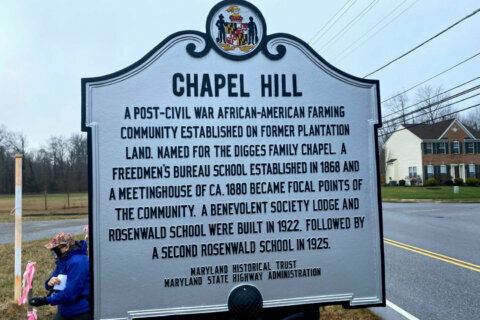 CHAPEL HILL
A POST-CIVIL WAR AFRICAN-AMERICAN FARMING
COMMUNITY ESTABLISHED ON FORMER PLANTATION
LAND. NAMED FOR THE DIGGES FAMILY CHAPEL. A
FREEDMEN'S BUREAU SCHOOL ESTABLISHED IN 1868 AND
A MEETINGHOUSE OF CA. 1880 BECAME FOCAL POINTS OF
THE COMMUNITY. A BENEVOLENT SOCIETY LODGE AND
ROSENWALD SCHOOL WERE BUILT IN 1922, FOLLOWED BY
A SECOND ROSENWALD SCHOOL IN 1925.
MARYLAND HISTORICAL TRUST
MARYLAND STATE HIGHWAY ADMINISTRATION